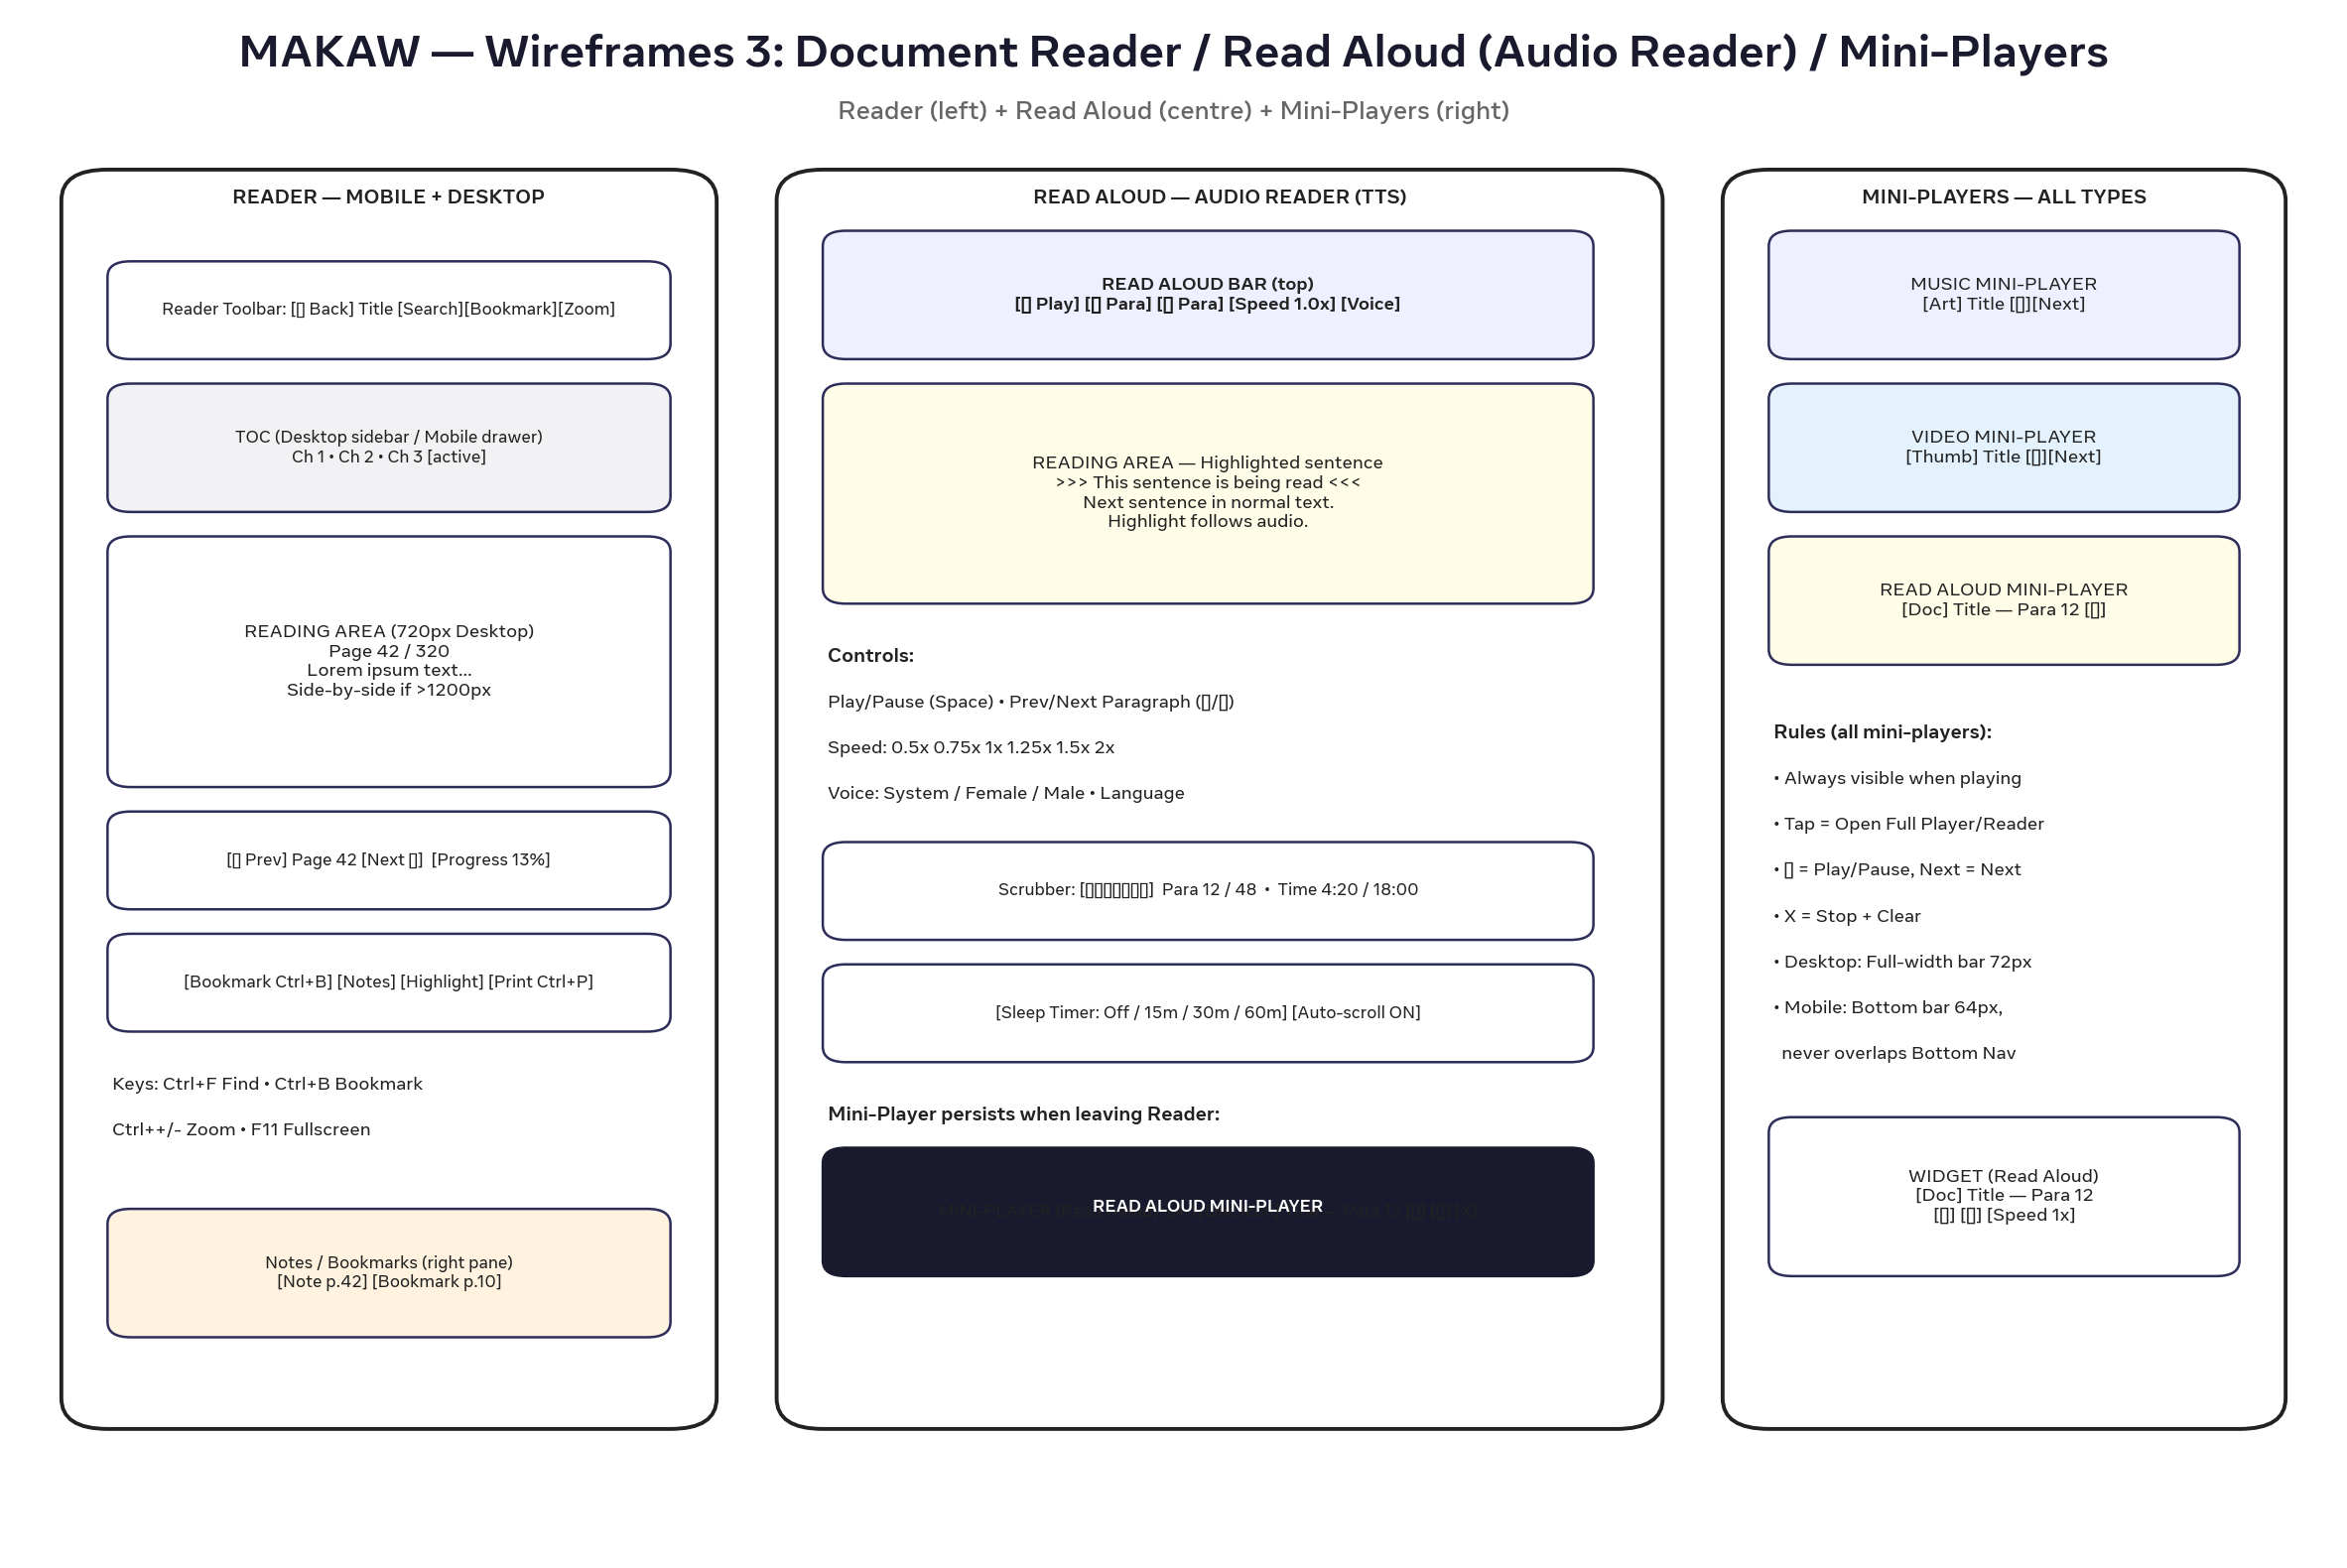 MAKAW — Wireframes 3: Document Reader / Read Aloud (Audio Reader) / Mini-Players
Reader (left) + Read Aloud (centre) + Mini-Players (right)
READER — MOBILE + DESKTOP
Reader Toolbar: [▯ Back] Title [Search][Bookmark][Zoom]
TOC (Desktop sidebar / Mobile drawer)
Ch 1 • Ch 2 • Ch 3 [active]
READING AREA (720px Desktop)
Page 42 / 320
Lorem ipsum text...
Side-by-side if >1200px
[▯ Prev] Page 42 [Next ▯] [Progress 13%]
[Bookmark Ctrl+B] [Notes] [Highlight] [Print Ctrl+P]
Keys: Ctrl+F Find • Ctrl+B Bookmark
Ctrl++/- Zoom • F11 Fullscreen
Notes / Bookmarks (right pane)
[Note p.42] [Bookmark p.10]
READ ALOUD — AUDIO READER (TTS)
READ ALOUD BAR (top)
[▯ Play] [▯ Para] [▯ Para] [Speed 1.0x] [Voice]
READING AREA — Highlighted sentence
>>> This sentence is being read <<<
Next sentence in normal text.
Highlight follows audio.
Controls:
Play/Pause (Space) • Prev/Next Paragraph (▯/▯)
Speed: 0.5x 0.75x 1x 1.25x 1.5x 2x
Voice: System / Female / Male • Language
Scrubber: [▯▯▯▯▯▯▯] Para 12 / 48 • Time 4:20 / 18:00
[Sleep Timer: Off / 15m / 30m / 60m] [Auto-scroll ON]
Mini-Player persists when leaving Reader:
READ ALOUD MINI-PLAYER
MINI-PLAYERS — ALL TYPES
MUSIC MINI-PLAYER
[Art] Title [▯][Next]
VIDEO MINI-PLAYER
[Thumb] Title [▯][Next]
READ ALOUD MINI-PLAYER
[Doc] Title — Para 12 [▯]
Rules (all mini-players):
• Always visible when playing
• Tap = Open Full Player/Reader
• ▯ = Play/Pause, Next = Next
• X = Stop + Clear
• Desktop: Full-width bar 72px
• Mobile: Bottom bar 64px,
never overlaps Bottom Nav
WIDGET (Read Aloud)
[Doc] Title — Para 12
[▯] [▯] [Speed 1x]